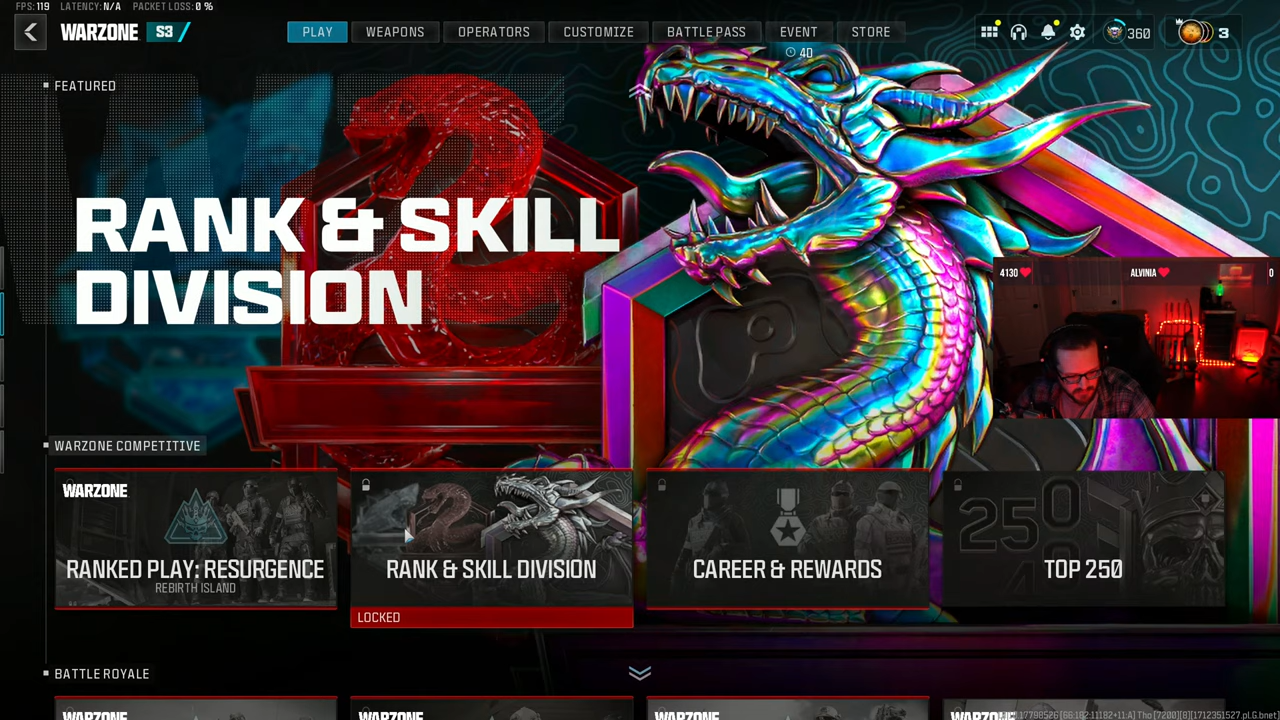 FPS: 119 LATENCY: N/A PACKET LOSS: 0 %
WARZONE S3
PLAY WEAPONS OPERATORS CUSTOMIZE BATTLE PASS EVENT STORE
360 3
4D
FEATURED
RANK & SKILL
DIVISION
4130 ALVINIA 0
WARZONE COMPETITIVE
WARZONE
RANKED PLAY: RESURGENCE
REBIRTH ISLAND
RANK & SKILL DIVISION
LOCKED
CAREER & REWARDS
250
TOP 250
BATTLE ROYALE
WARZONE WARZONE WARZONE